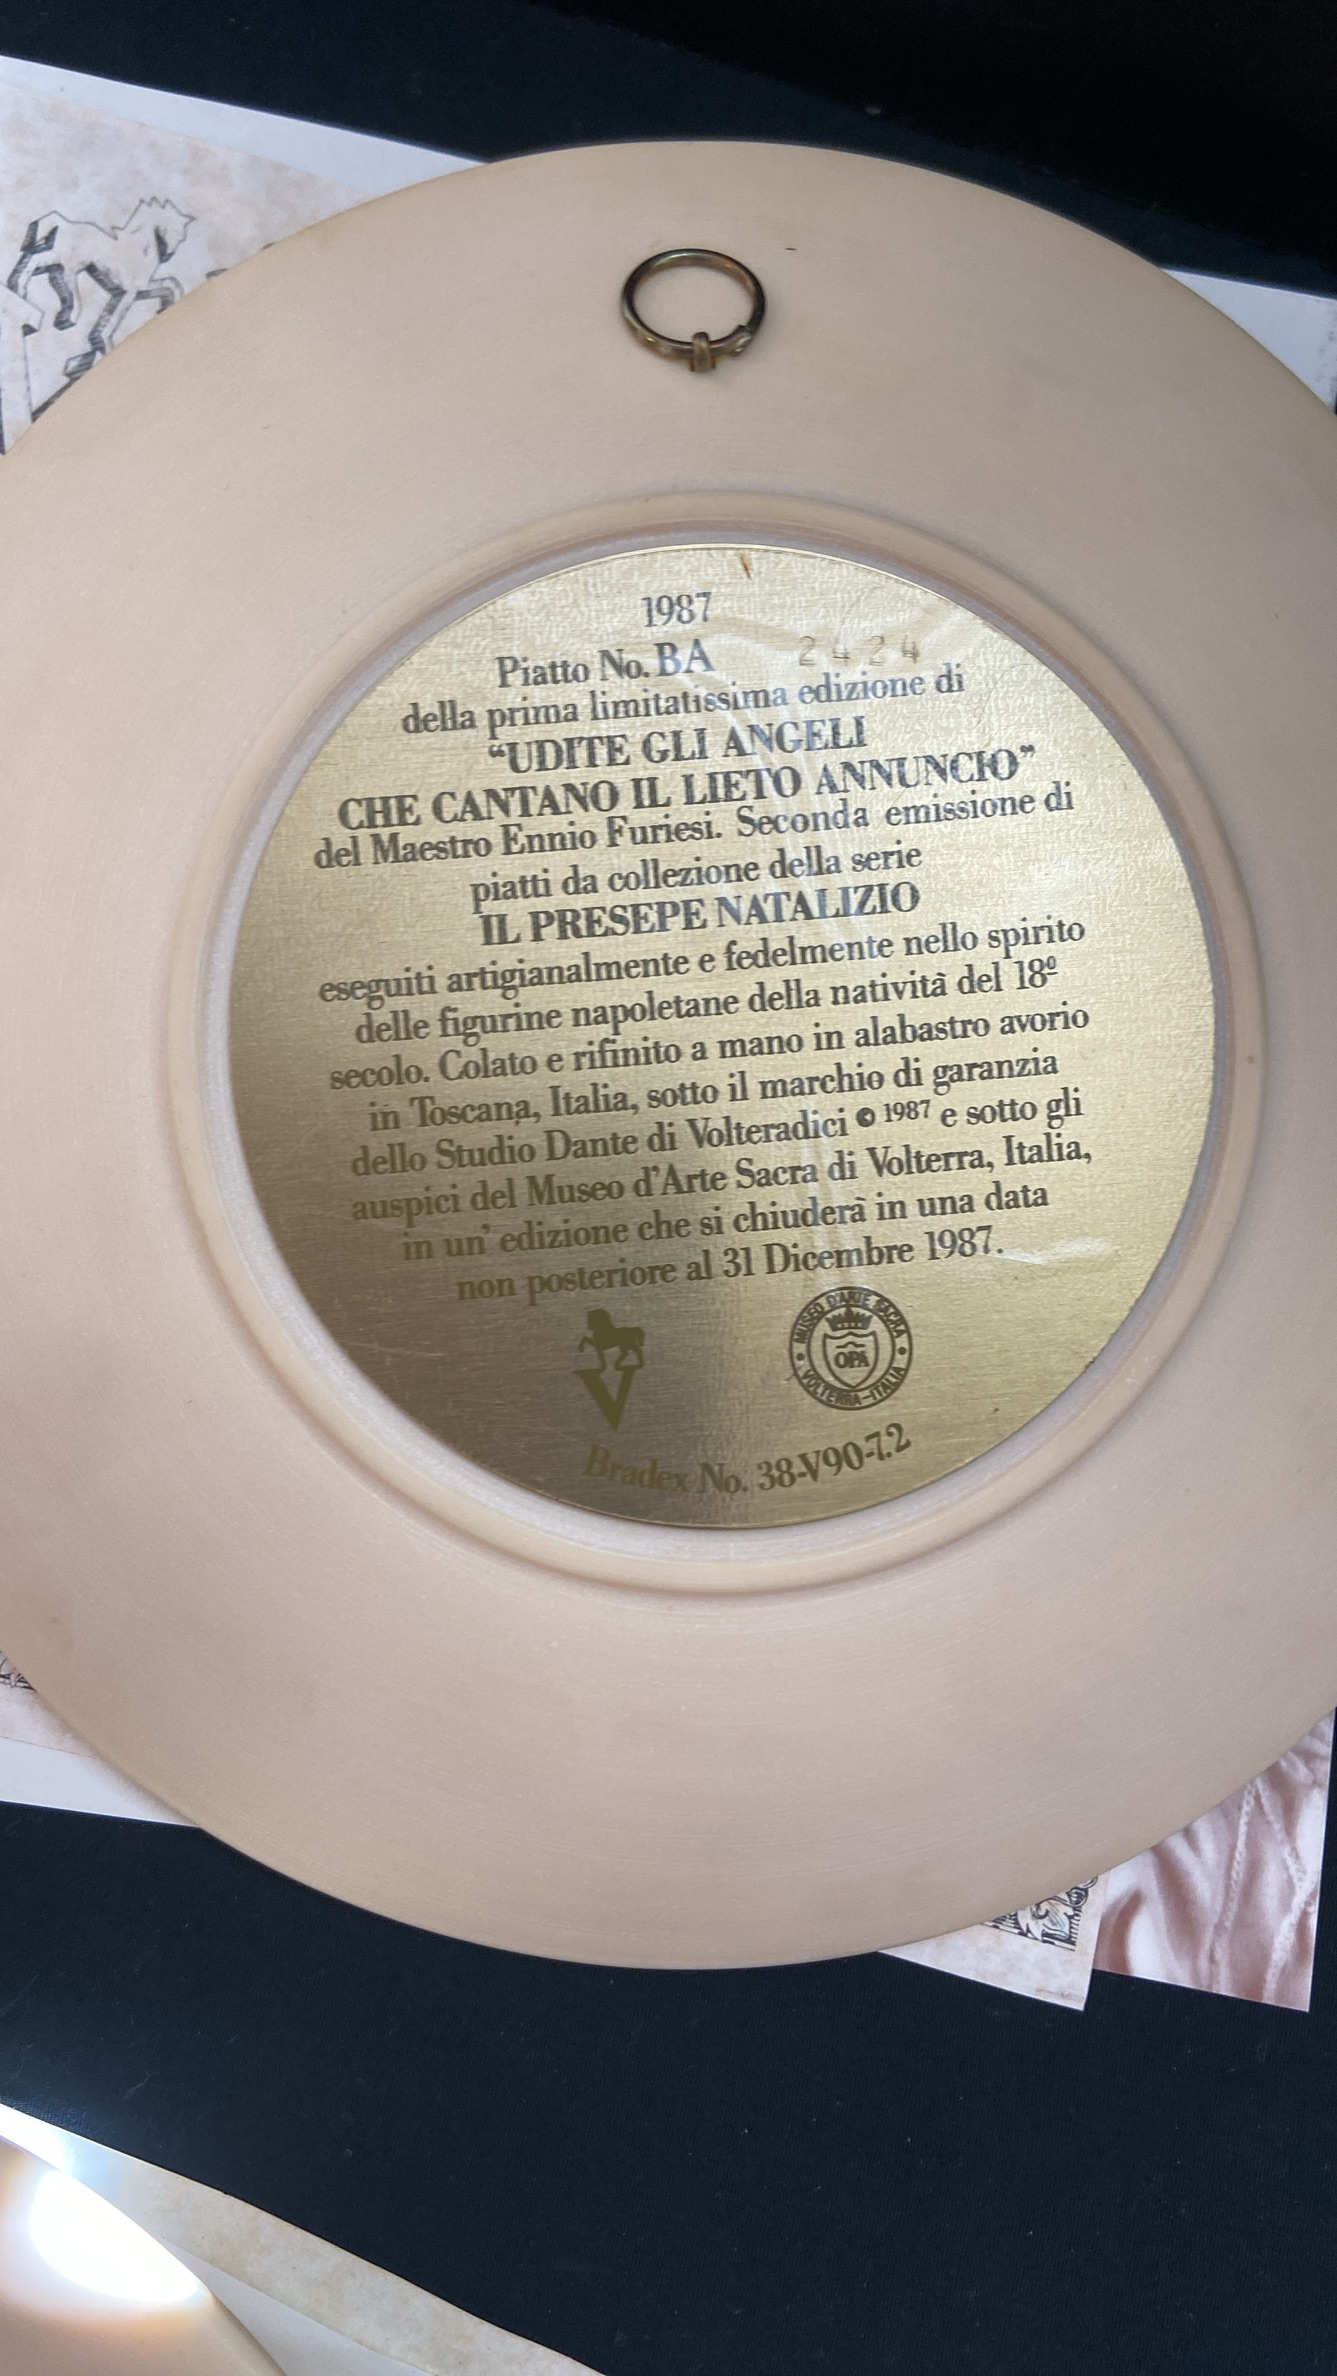 1987
Piatto No. BA 2424
della prima limitatissima edizione di
“UDITE GLI ANGELI
CHE CANTANO IL LIETO ANNUNCIO”
del Maestro Ennio Furiesi. Seconda emissione di
piatti da collezione della serie
IL PRESEPE NATALIZIO
eseguiti artigianalmente e fedelmente nello spirito
delle figurine napoletane della natività del 18º
secolo. Colato e rifinito a mano in alabastro avorio
in Toscana, Italia, sotto il marchio di garanzia
dello Studio Dante di Volteradici © 1987 e sotto gli
auspici del Museo d’Arte Sacra di Volterra, Italia,
in un’ edizione che si chiuderà in una data
non posteriore al 31 Dicembre 1987.
V
MUSEO D'ARTE SACRA
OPA
VOLTERRA–ITALIA
Bradex No. 38-V90-7.2